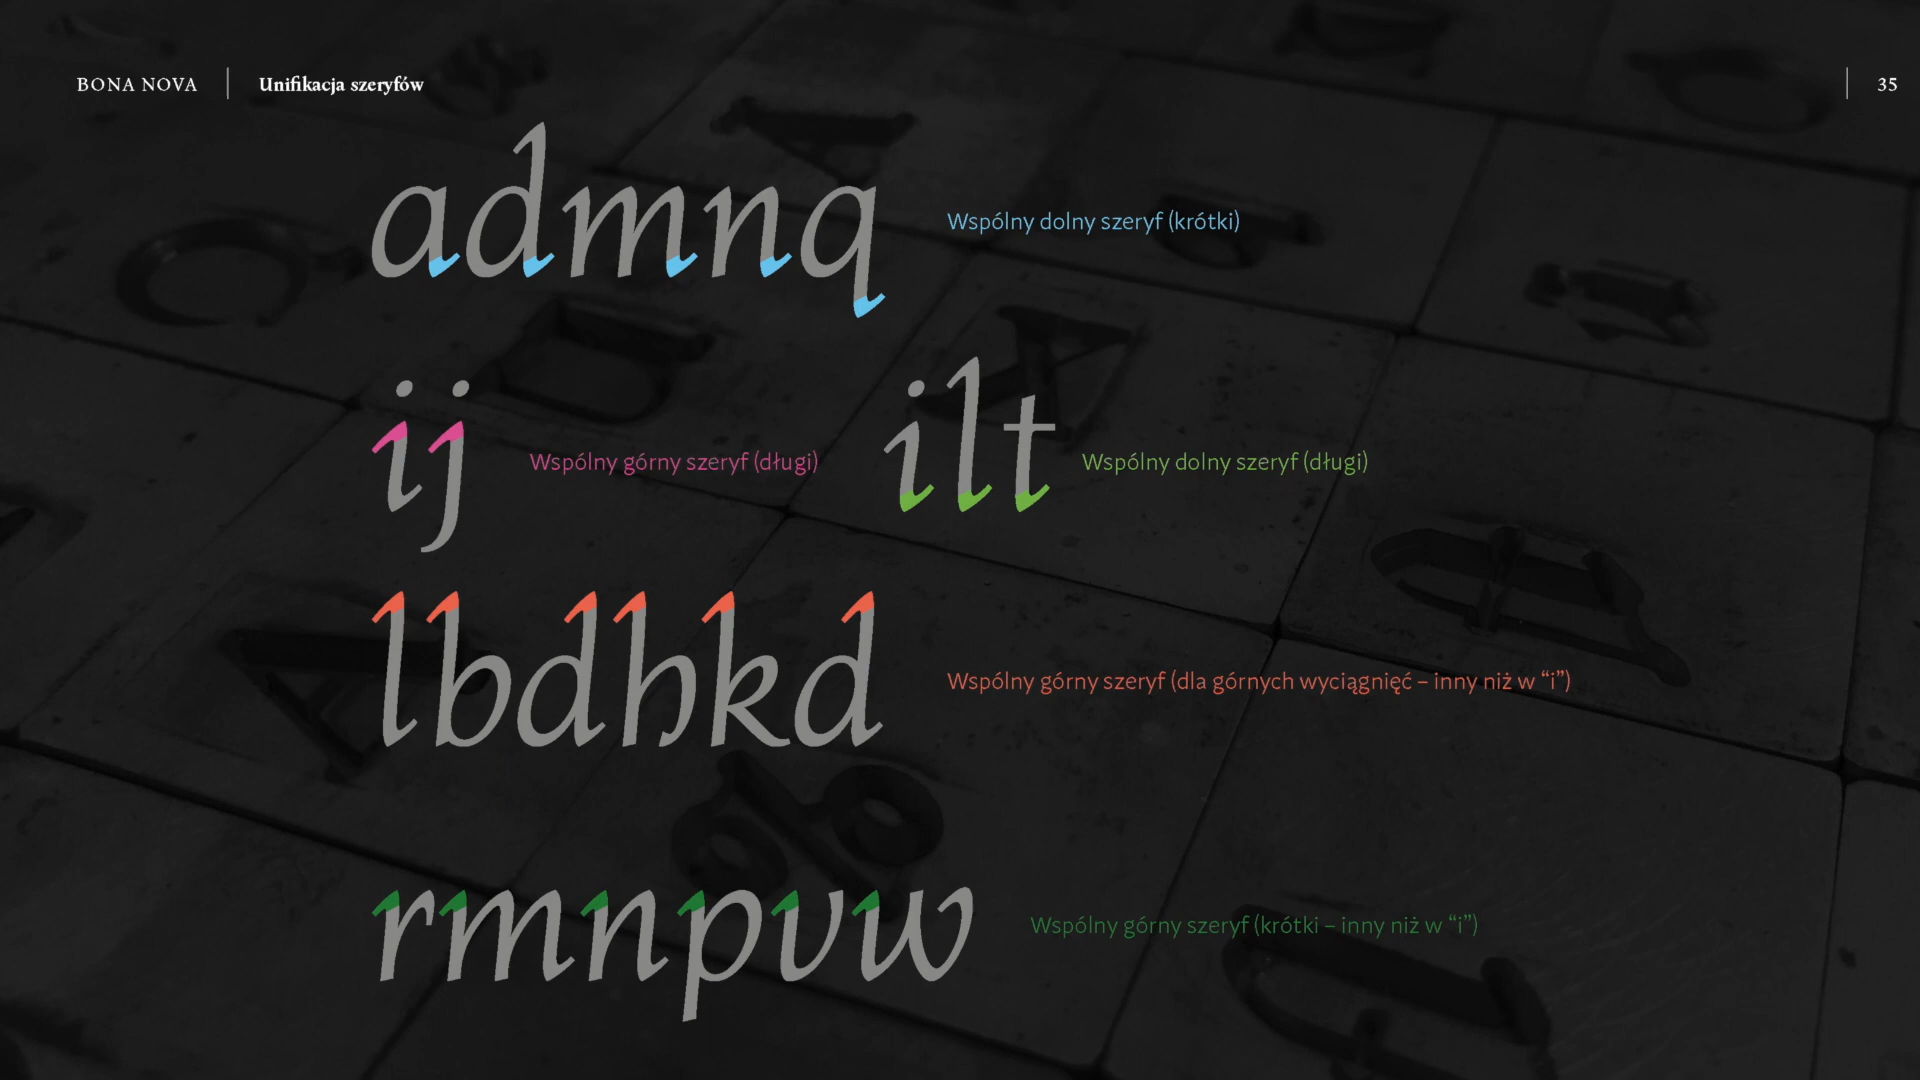 BONA NOVA
Unifikacja szeryfów
35
admnq
Wspólny dolny szeryf (krótki)
ij
Wspólny górny szeryf (długi)
ilt
Wspólny dolny szeryf (długi)
lbdhkd
Wspólny górny szeryf (dla górnych wyciągnięć – inny niż w “i”)
rmnpvw
Wspólny górny szeryf (krótki – inny niż w “i”)